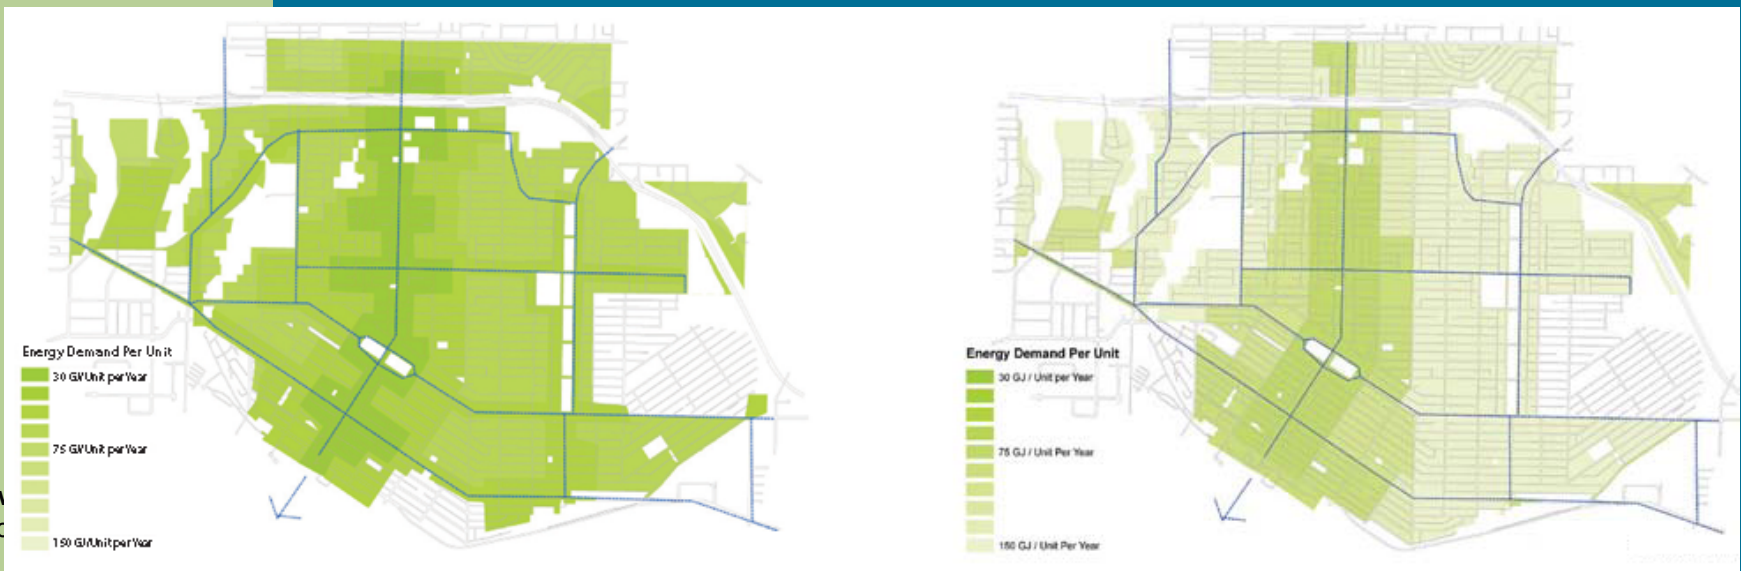 Energy Demand Per Unit
30 GJ/Unit per Year
75 GJ/Unit per Year
150 GJ/Unit per Year
Energy Demand Per Unit
30 GJ / Unit per Year
75 GJ / Unit Per Year
150 GJ / Unit Per Year